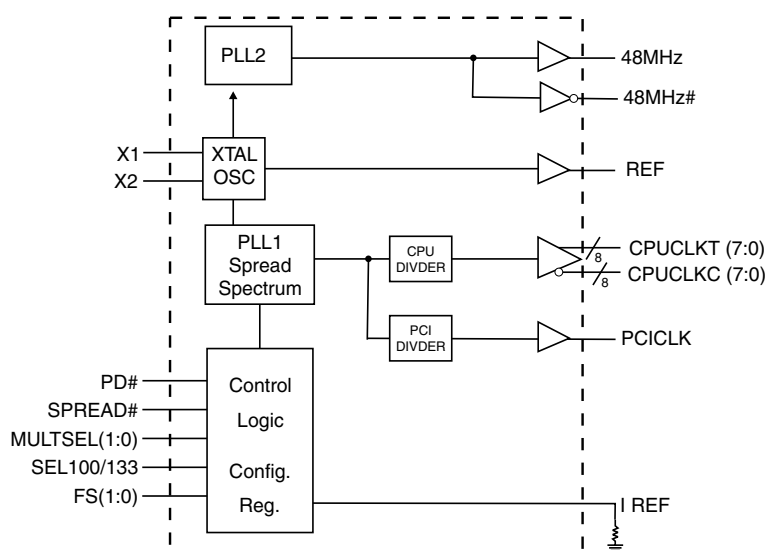 PLL2
48MHz
48MHz#
X1
X2
XTAL
OSC
REF
PLL1
Spread
Spectrum
CPU
DIVDER
8
8
CPUCLKT (7:0)
CPUCLKC (7:0)
PCI
DIVDER
PCICLK
PD#
SPREAD#
MULTSEL(1:0)
SEL100/133
FS(1:0)
Control
Logic
Config.
Reg.
I REF